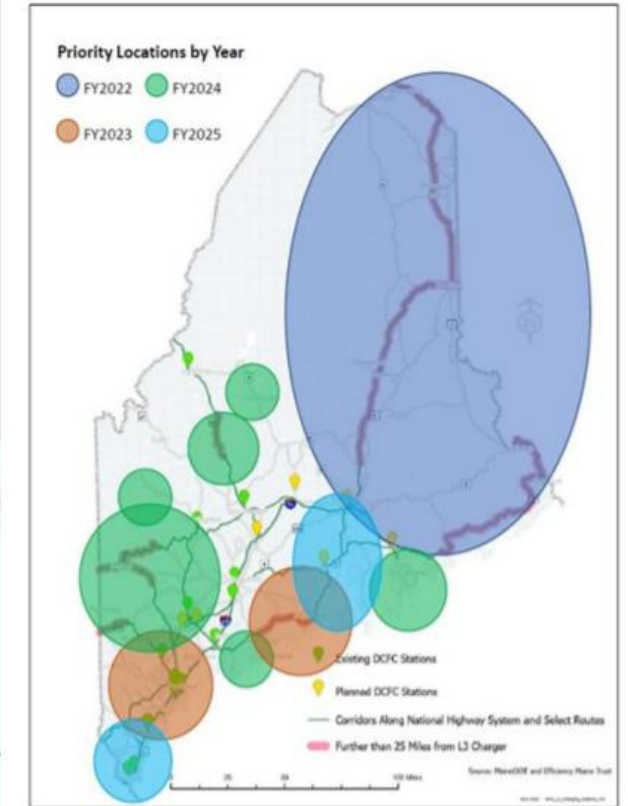 Priority Locations by Year
FY2022 FY2024
FY2023 FY2025
Existing DCFC Stations
Planned DCFC Stations
Corridors Along National Highway System and Select Routes
Further than 25 Miles from L3 Charger
100 Miles
Source: MaineDOT and Efficiency Maine Trust